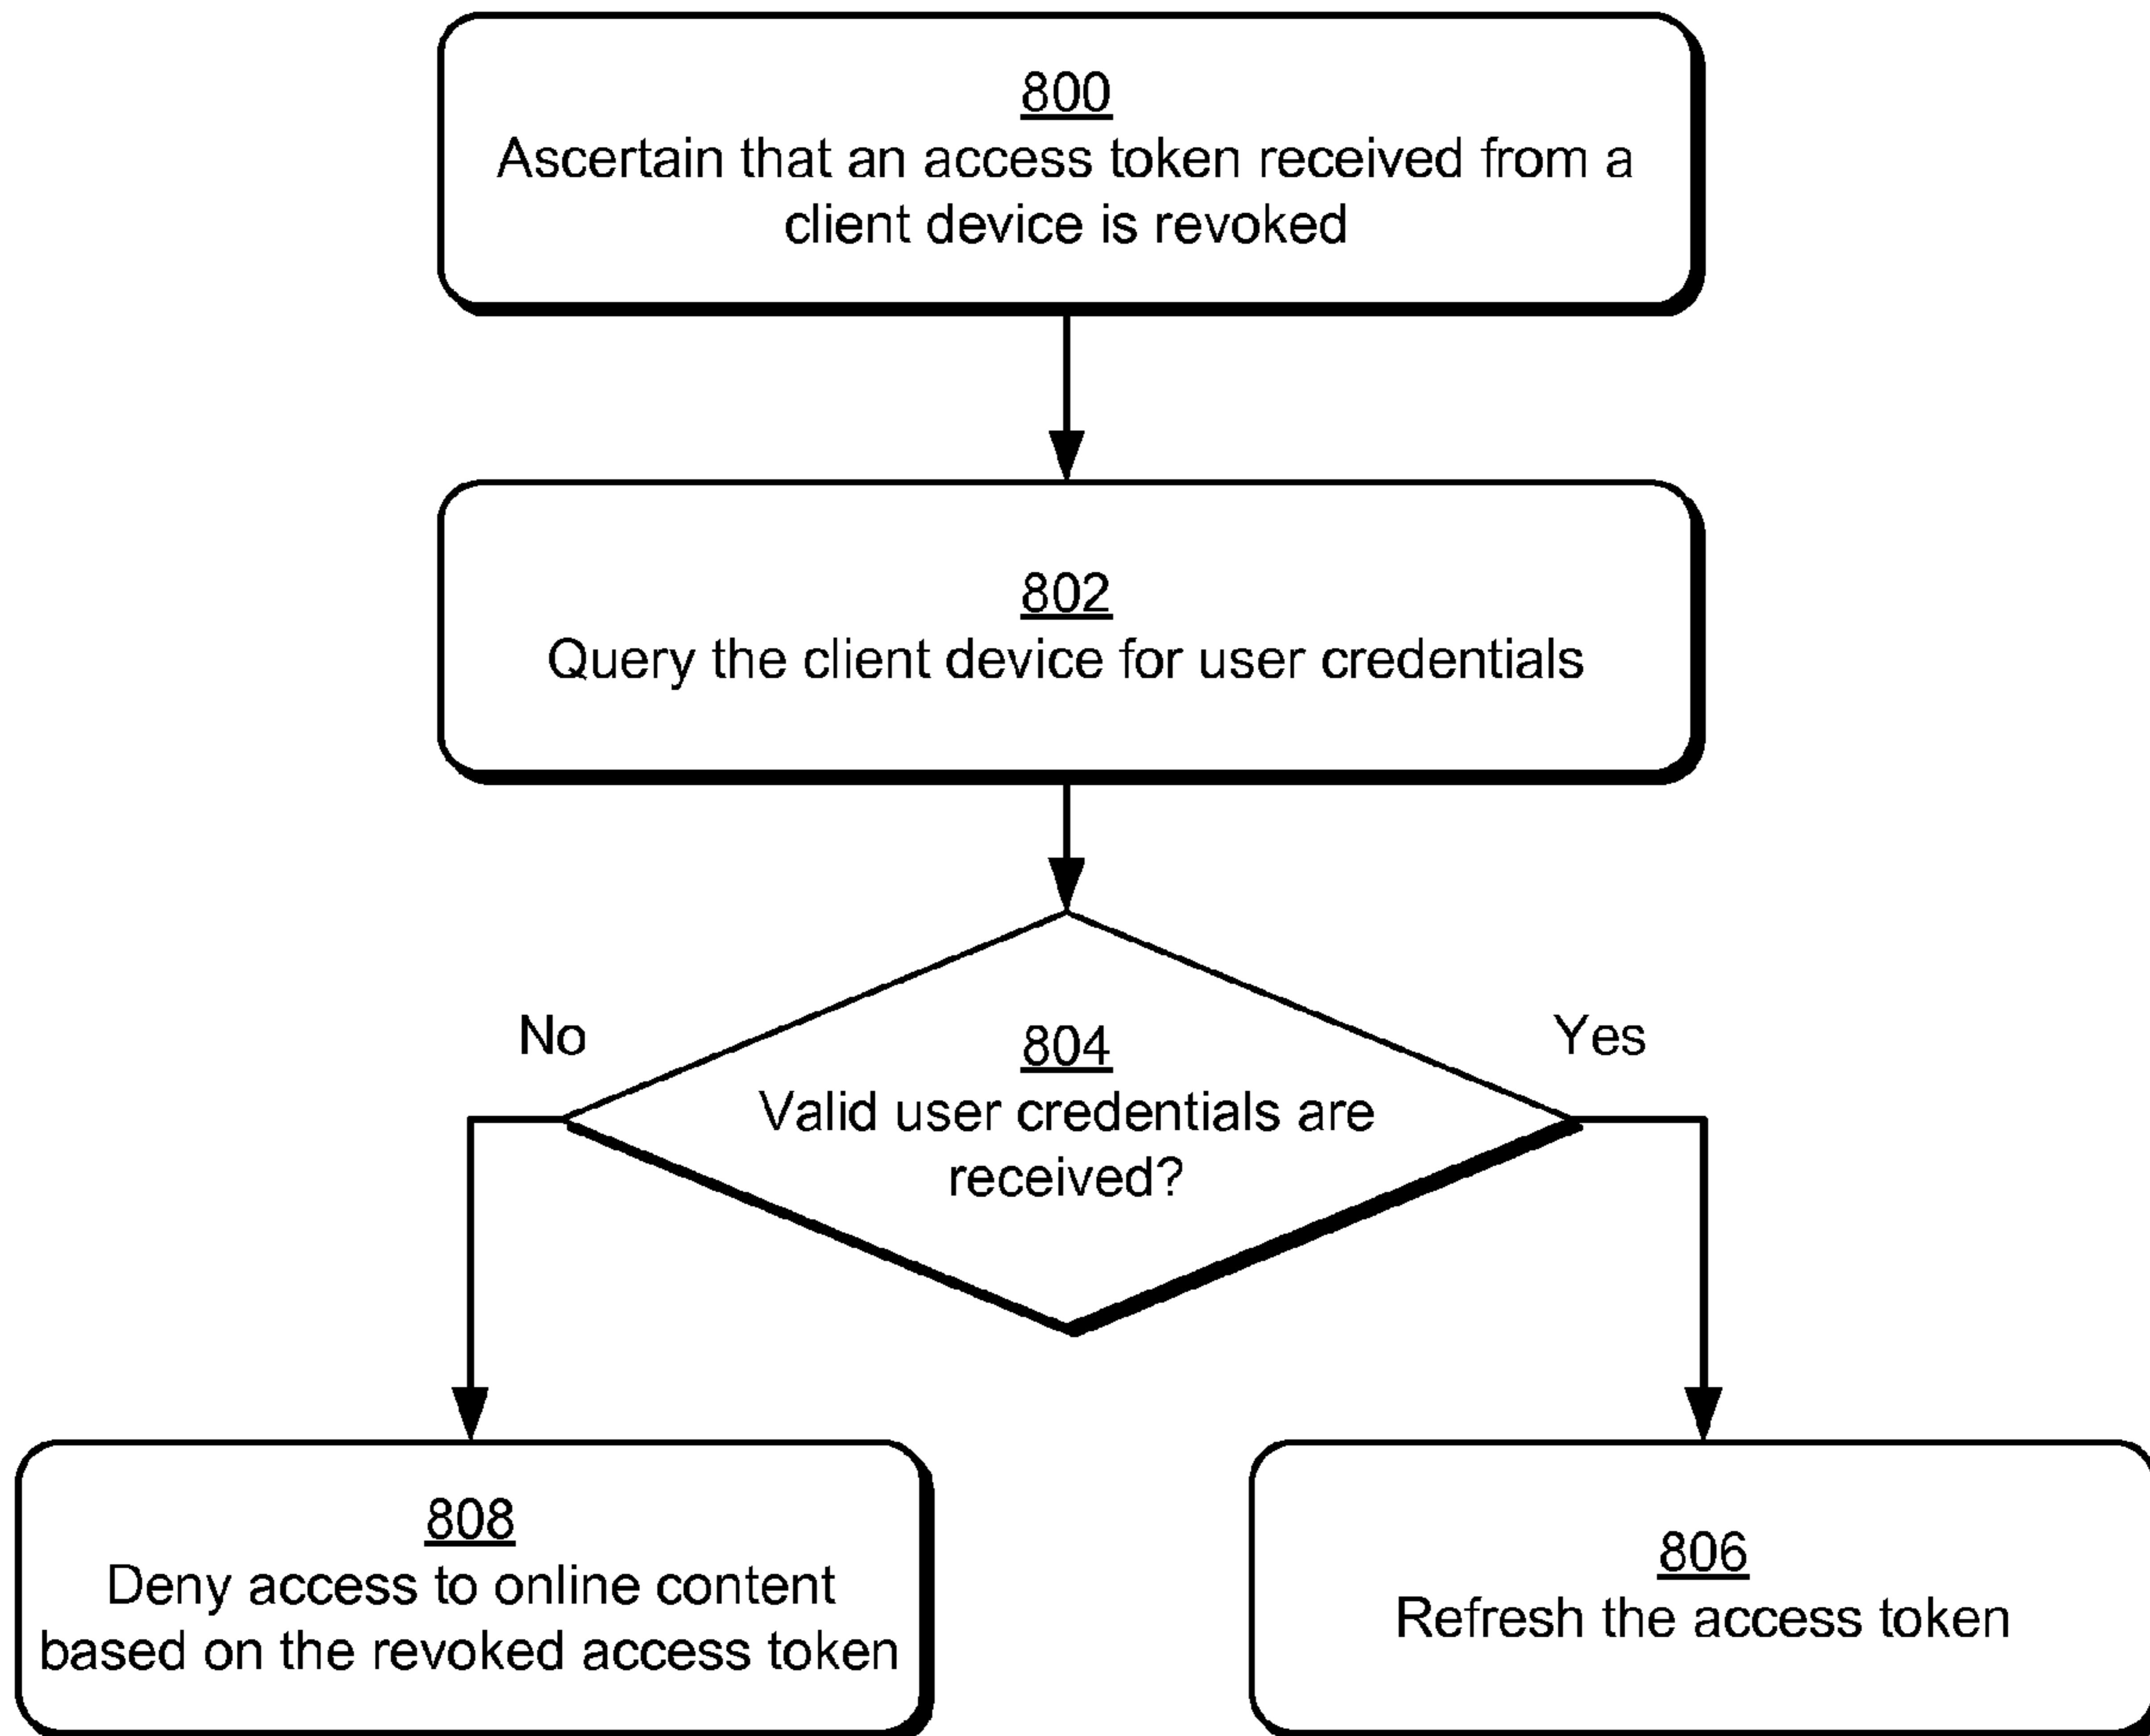 800
Ascertain that an access token received from a
client device is revoked
802
Query the client device for user credentials
No
Yes
804
Valid user credentials are
received?
808
Deny access to online content
based on the revoked access token
806
Refresh the access token